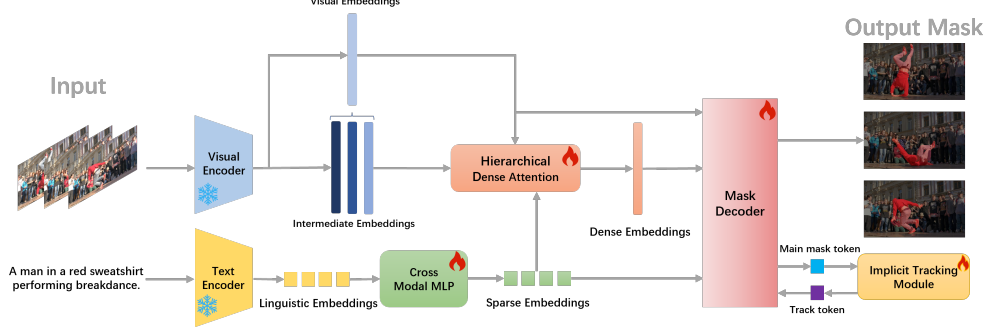 Visual Embeddings
Output Mask
Input
Visual
Encoder
Hierarchical
Dense Attention
Mask
Decoder
Intermediate Embeddings
Dense Embeddings
Main mask token
A man in a red sweatshirt
performing breakdance.
Text
Encoder
Cross
Modal MLP
Implicit Tracking
Module
Linguistic Embeddings
Sparse Embeddings
Track token